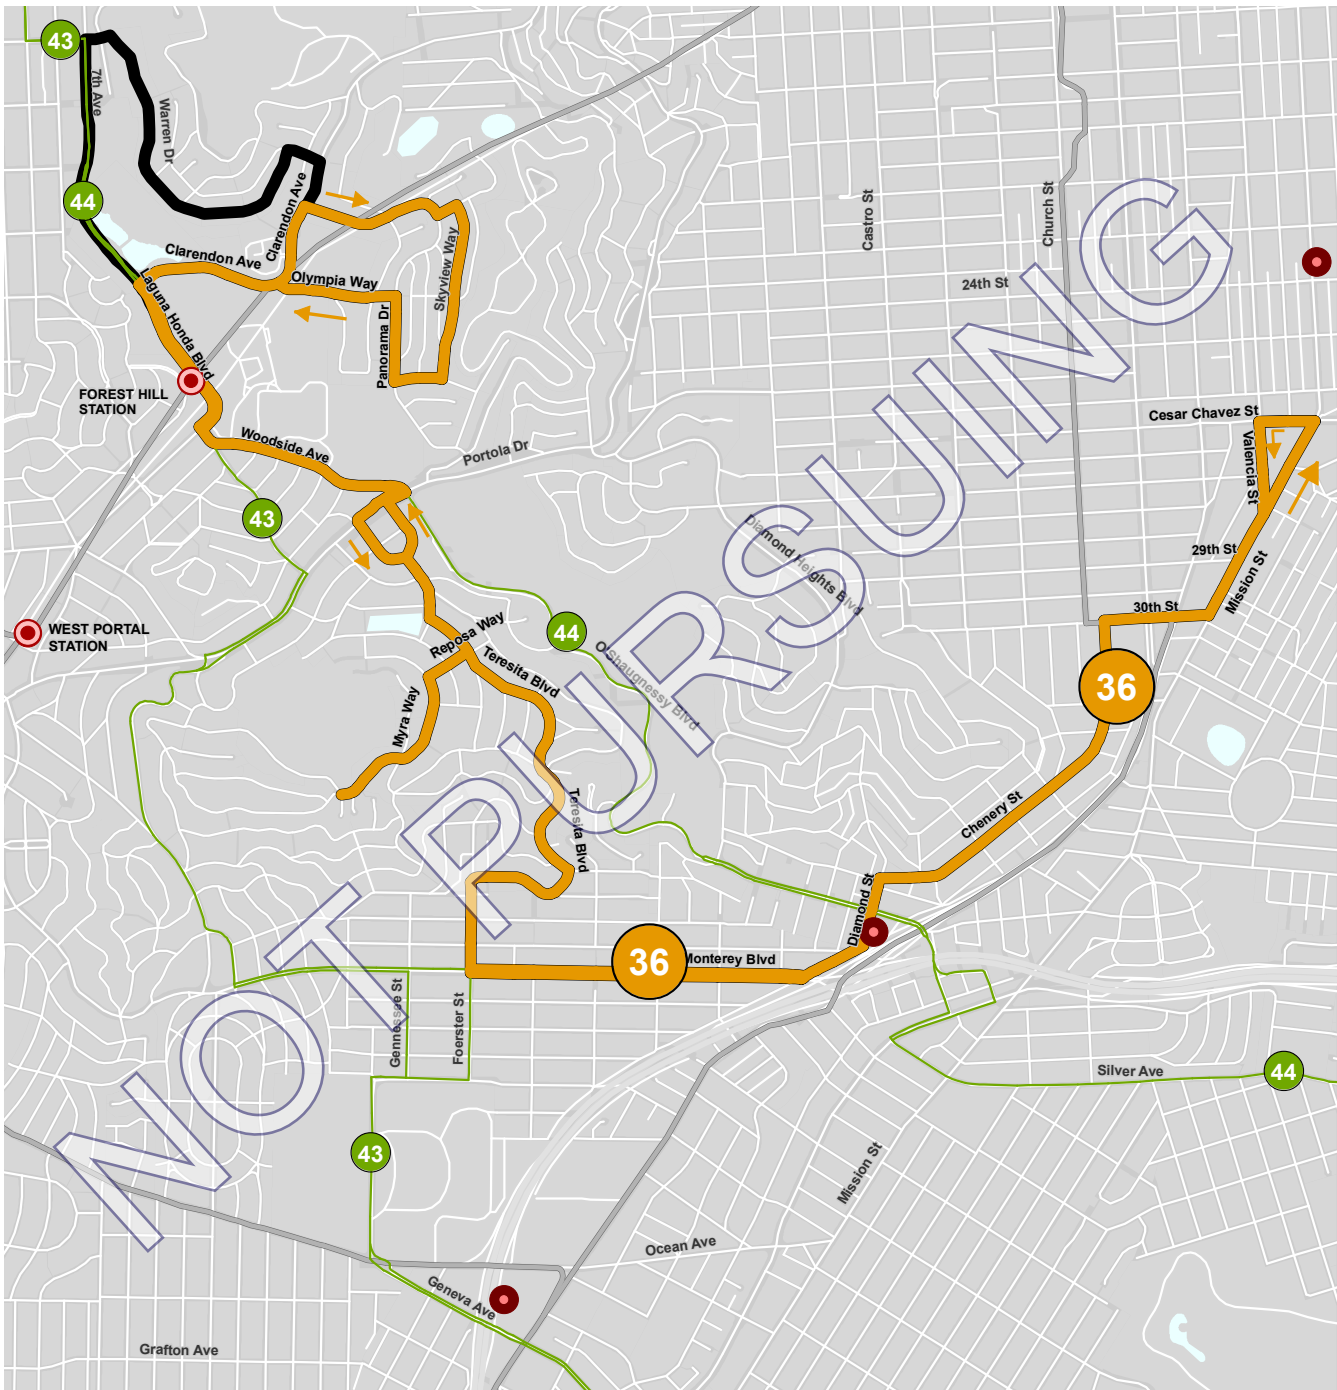 43
7th Ave
Warren Dr
44
Clarendon Ave
Clarendon Ave
Olympia Way
Skyview Way
Panorama Dr
Laguna Honda Blvd
FOREST HILL
STATION
Woodside Ave
Portola Dr
43
Castro St
Church St
24th St
Cesar Chavez St
Valencia St
29th St
Mission St
30th St
Diamond Heights Blvd
WEST PORTAL
STATION
Reposa Way
Teresita Blvd
44
O'Shaugnessy Blvd
Myra Way
36
Teresita Blvd
Chenery St
Diamond St
36
Monterey Blvd
Gennessee St
Foerster St
Silver Ave
44
43
Mission St
Ocean Ave
Geneva Ave
Grafton Ave
NOT PURSUING